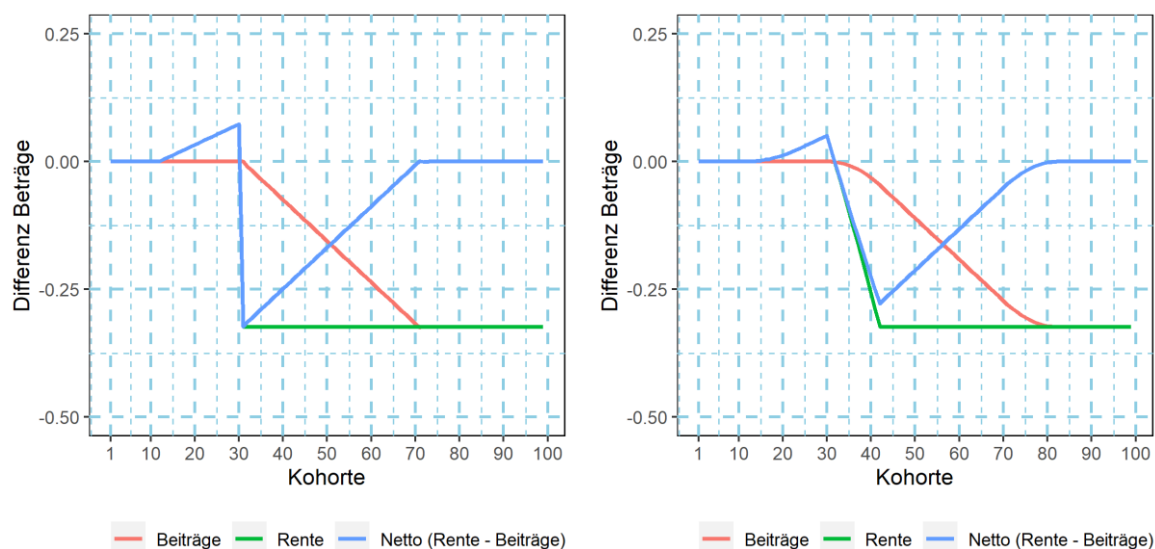 0.25
0.00
-0.25
-0.50
Differenz Beträge
1 10 20 30 40 50 60 70 80 90 100
Kohorte
Beiträge Rente Netto (Rente - Beiträge)
0.25
0.00
-0.25
-0.50
Differenz Beträge
1 10 20 30 40 50 60 70 80 90 100
Kohorte
Beiträge Rente Netto (Rente - Beiträge)